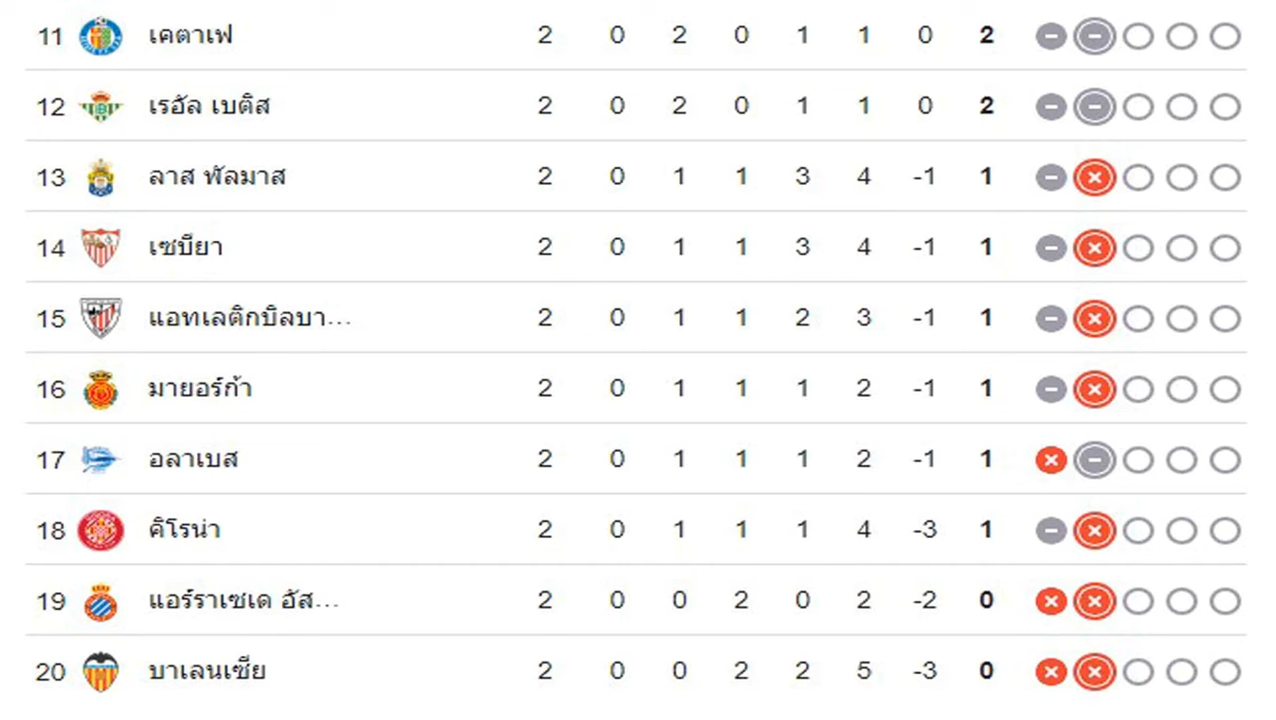 11 เคตาเฟ 2 0 2 0 1 1 0 2
12 เรอัล เบติส 2 0 2 0 1 1 0 2
13 ลาส พัลมาส 2 0 1 1 3 4 -1 1
14 เซบีย่า 2 0 1 1 3 4 -1 1
15 แอทเลติกบิลบา... 2 0 1 1 2 3 -1 1
16 มายอร์ก้า 2 0 1 1 1 2 -1 1
17 อลาเบส 2 0 1 1 1 2 -1 1
18 คิโรน่า 2 0 1 1 1 4 -3 1
19 แอร์ราเซเด อัส... 2 0 0 2 0 2 -2 0
20 บาเลนเซีย 2 0 0 2 2 5 -3 0